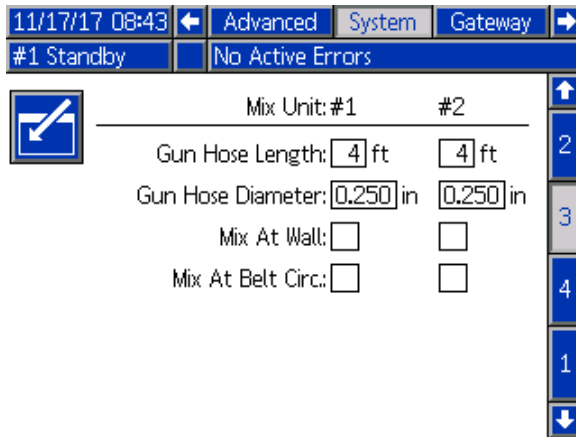 11/17/17 08:43 Advanced System Gateway
#1 Standby No Active Errors
Mix Unit: #1 #2
Gun Hose Length: 4 ft 4 ft
2
Gun Hose Diameter: 0.250 in 0.250 in
3
Mix At Wall:
Mix At Belt Circ.:
4
1